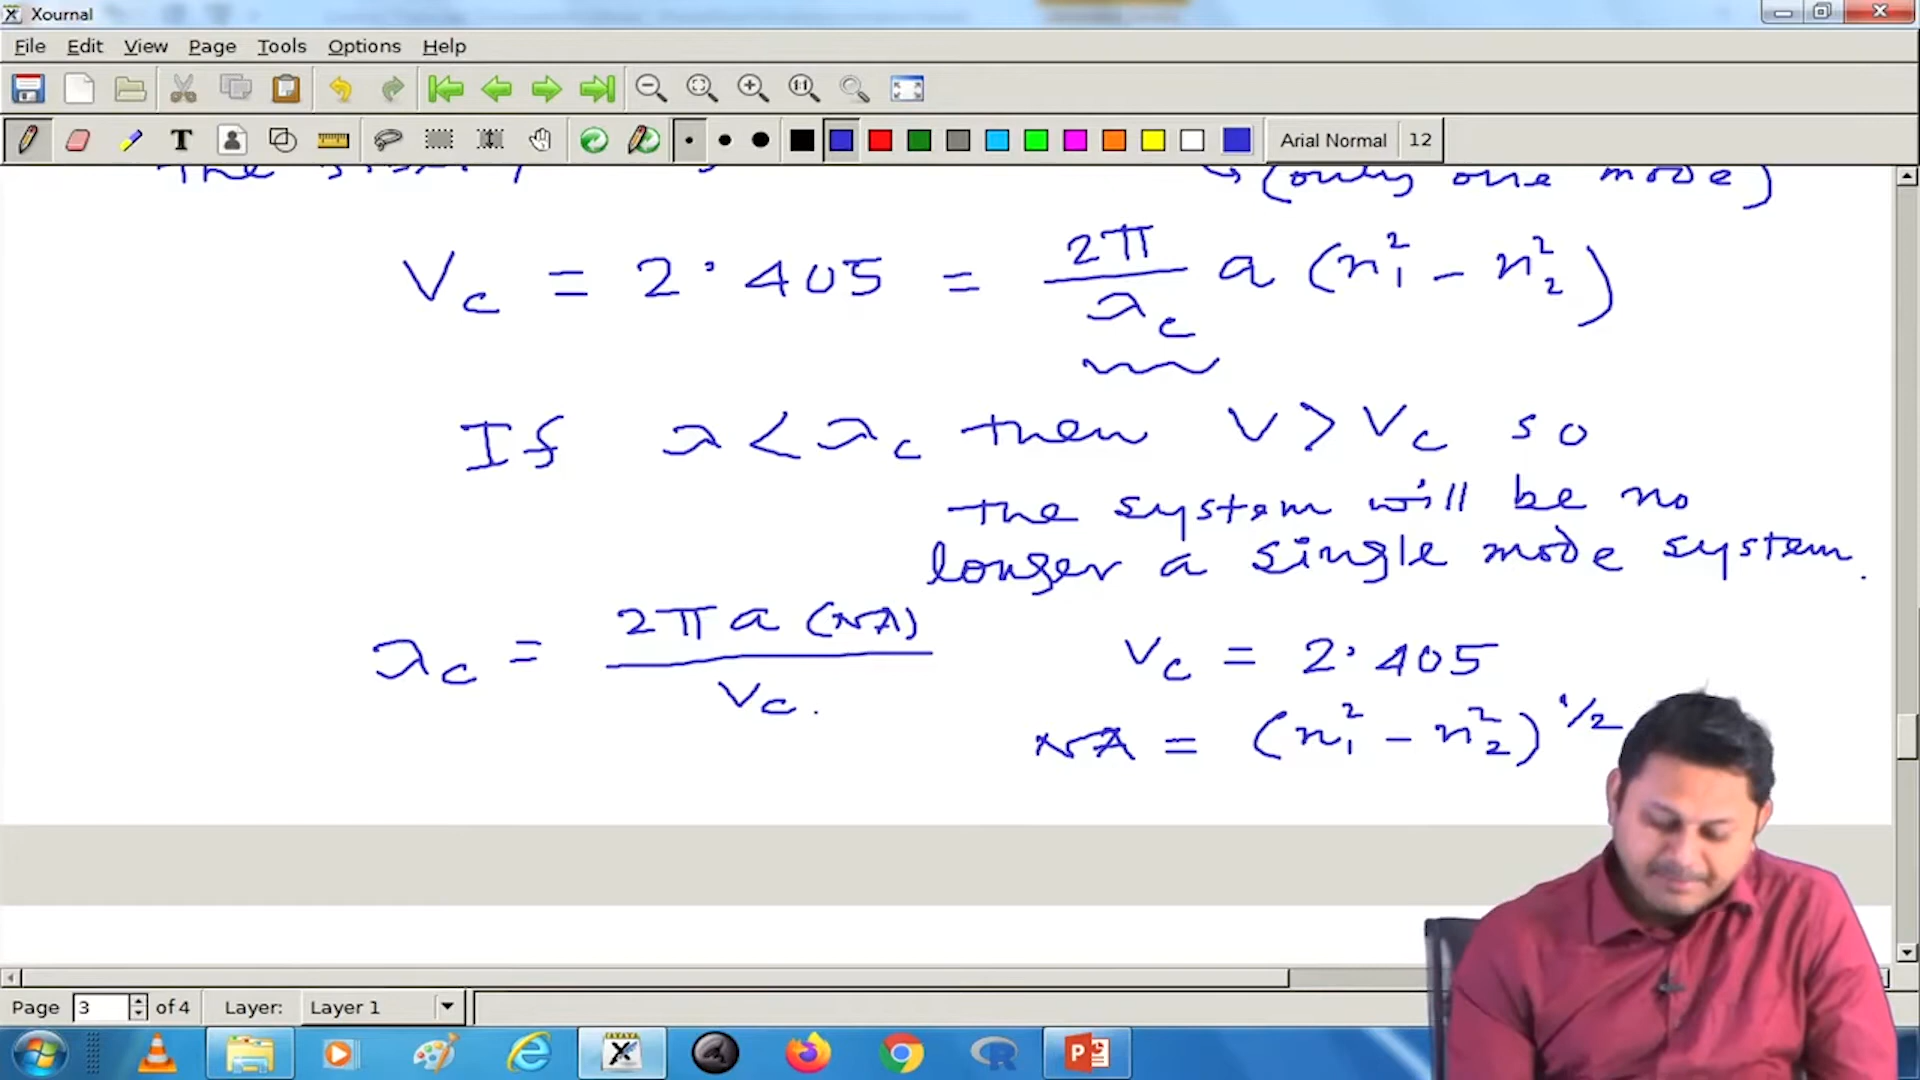 Xournal
File Edit View Page Tools Options Help
Arial Normal 12
The
(only one mode)
Vc = 2.405 = 2π/λc a (n₁² - n₂²)
If λ < λc then V > Vc so
the system will be no
longer a single mode system.
λc = 2πa (NA)/Vc.
Vc = 2.405
NA = (n₁² - n₂²)^1/2
Page 3 of 4 Layer: Layer 1